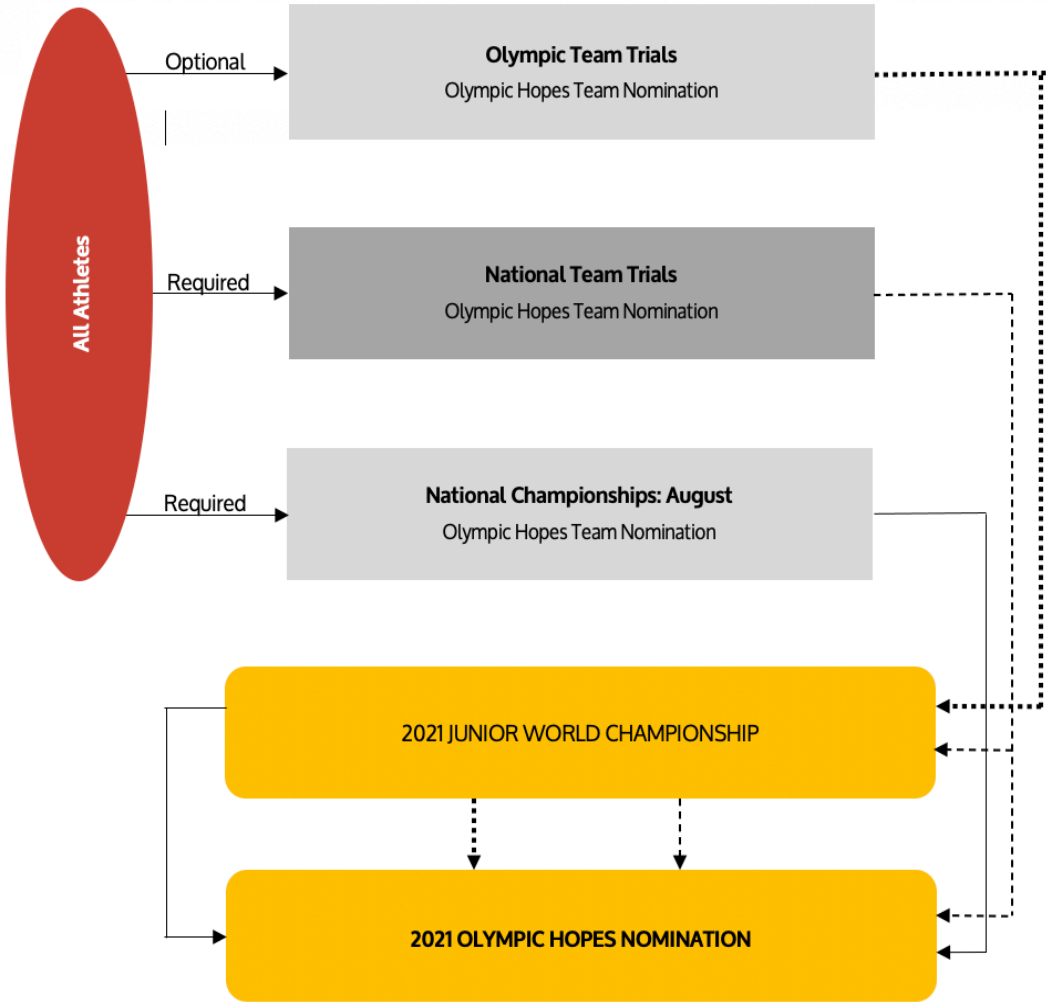 All Athletes
Optional
Olympic Team Trials
Olympic Hopes Team Nomination
Required
National Team Trials
Olympic Hopes Team Nomination
Required
National Championships: August
Olympic Hopes Team Nomination
2021 JUNIOR WORLD CHAMPIONSHIP
2021 OLYMPIC HOPES NOMINATION